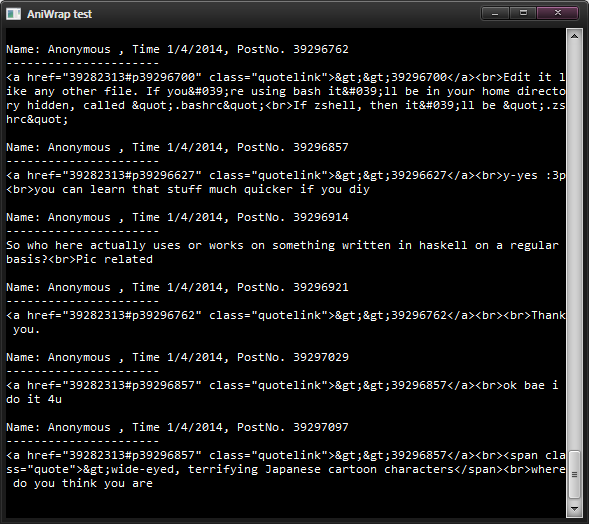 AniWrap test
Name: Anonymous , Time 1/4/2014, PostNo. 39296762
----------------------
<a href="39282313#p39296700" class="quotelink">&gt;&gt;39296700</a><br>Edit it l
ike any other file. If you&#039;re using bash it&#039;ll be in your home directo
ry hidden, called &quot;.bashrc&quot;<br>If zshell, then it&#039;ll be &quot;.zs
hrc&quot;
Name: Anonymous , Time 1/4/2014, PostNo. 39296857
----------------------
<a href="39282313#p39296627" class="quotelink">&gt;&gt;39296627</a><br>y-yes :3p
<br>you can learn that stuff much quicker if you diy
Name: Anonymous , Time 1/4/2014, PostNo. 39296914
----------------------
So who here actually uses or works on something written in haskell on a regular
basis?<br>Pic related
Name: Anonymous , Time 1/4/2014, PostNo. 39296921
----------------------
<a href="39282313#p39296762" class="quotelink">&gt;&gt;39296762</a><br><br>Thank
 you.
Name: Anonymous , Time 1/4/2014, PostNo. 39297029
----------------------
<a href="39282313#p39296857" class="quotelink">&gt;&gt;39296857</a><br>ok bae i
do it 4u
Name: Anonymous , Time 1/4/2014, PostNo. 39297097
----------------------
<a href="39282313#p39296857" class="quotelink">&gt;&gt;39296857</a><br><span cla
ss="quote">&gt;wide-eyed, terrifying Japanese cartoon characters</span><br>where
 do you think you are